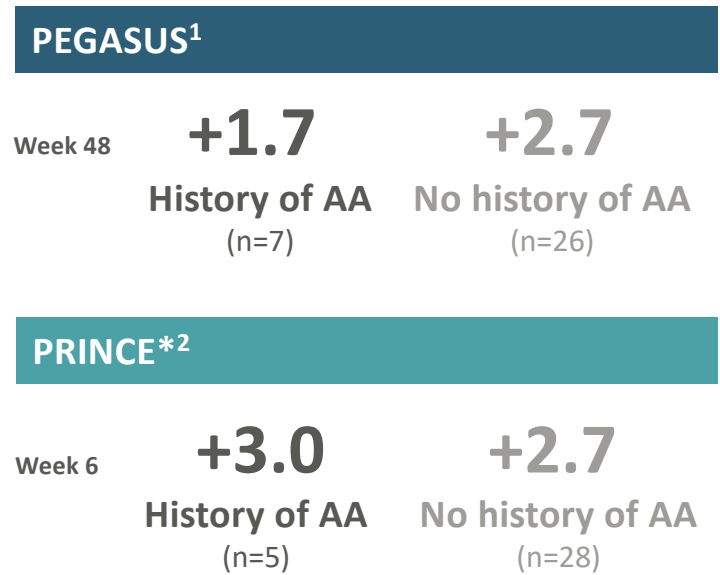 PEGASUS¹
Week 48 +1.7 +2.7
History of AA No history of AA
(n=7) (n=26)
PRINCE*²
Week 6 +3.0 +2.7
History of AA No history of AA
(n=5) (n=28)